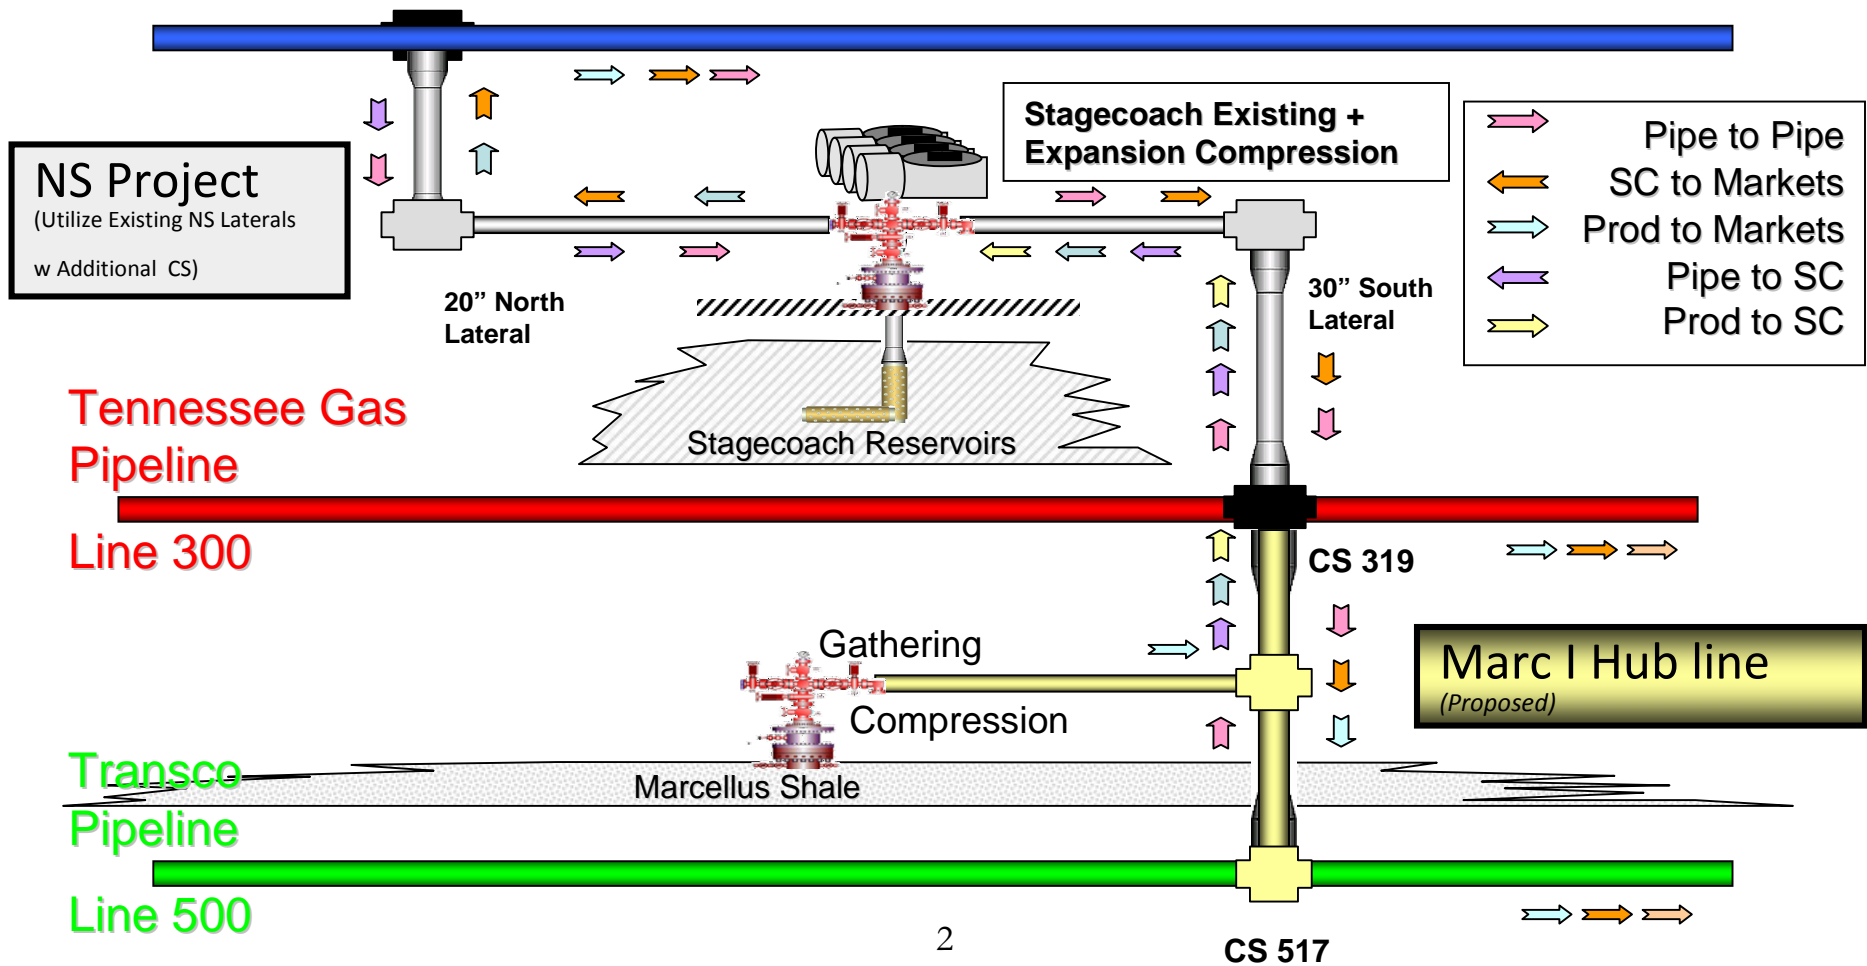 Stagecoach Existing +
Expansion Compression
Pipe to Pipe
SC to Markets
Prod to Markets
Pipe to SC
Prod to SC
NS Project
(Utilize Existing NS Laterals
w Additional CS)
20” North
Lateral
30” South
Lateral
Stagecoach Reservoirs
Tennessee Gas
Pipeline
Line 300
CS 319
Gathering
Compression
Marc I Hub line
(Proposed)
Marcellus Shale
Transco
Pipeline
Line 500
2
CS 517